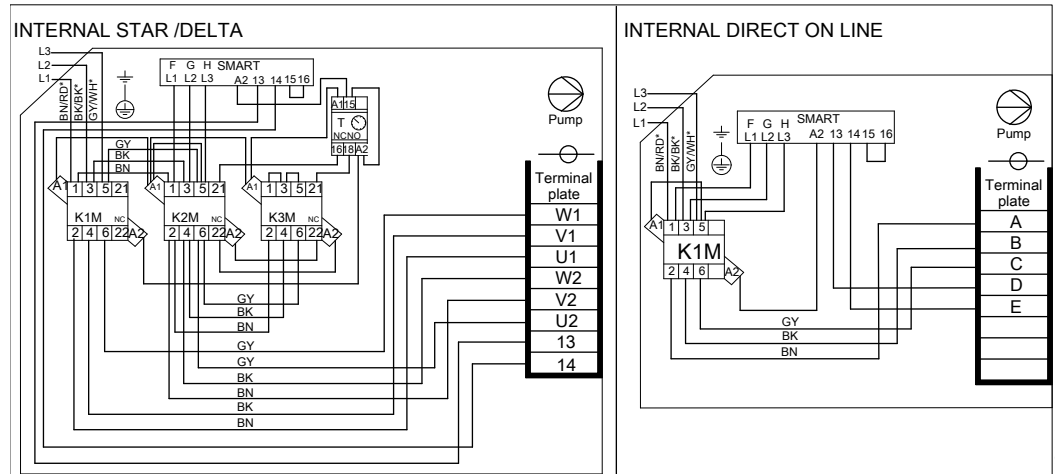 INTERNAL STAR /DELTA
L3
L2
L1
BN/RD*
BK/BK*
GY/WH*
F G H SMART
L1 L2 L3 A2 13 14 15 16
A1 15
T
NC NO
16 18 A2
GY
BK
BN
A1 1 3 5 21
K1M NC
2 4 6 22 A2
A1 1 3 5 21
K2M NC
2 4 6 22 A2
A1 1 3 5 21
K3M NC
2 4 6 22 A2
GY
BK
BN
GY
GY
BK
BN
BK
BN
Pump
Terminal
plate
W1
V1
U1
W2
V2
U2
13
14
INTERNAL DIRECT ON LINE
L3
L2
L1
BN/RD*
BK/BK*
GY/WH*
F G H SMART
L1 L2 L3 A2 13 14 15 16
A1 1 3 5
K1M
2 4 6 A2
GY
BK
BN
Pump
Terminal
plate
A
B
C
D
E